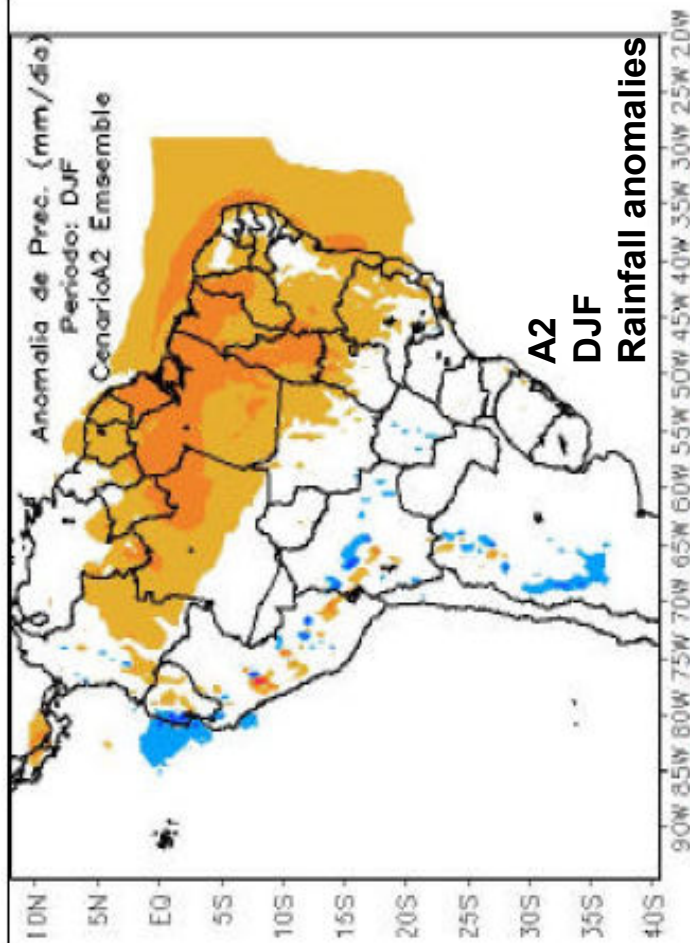 Anomalia de Prec. (mm/dia)
Periodo: DJF
CenarioA2 Emsemble
A2
DJF
Rainfall anomalies
10N
5N
EQ
5S
10S
15S
20S
25S
30S
35S
40S
90W 85W 80W 75W 70W 65W 60W 55W 50W 45W 40W 35W 30W 25W 20W